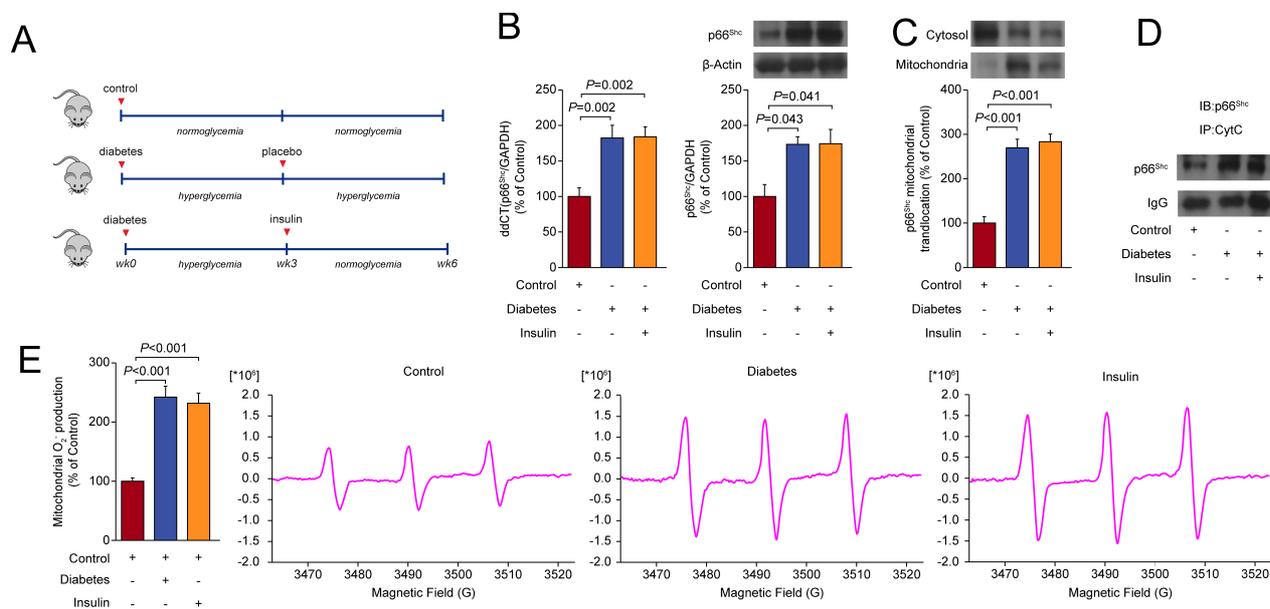 A
control
normoglycemia normoglycemia
diabetes placebo
hyperglycemia hyperglycemia
diabetes insulin
wk0 hyperglycemia wk3 normoglycemia wk6
B
p66Shc
β-Actin
P=0.002
P=0.002
ddCT(p66Shc/GAPDH)
(% of Control)
250
200
150
100
50
0
Control + - -
Diabetes - + +
Insulin - - +
P=0.041
P=0.043
p66Shc/GAPDH
(% of Control)
250
200
150
100
50
0
Control + - -
Diabetes - + +
Insulin - - +
C
Cytosol
Mitochondria
P<0.001
P<0.001
p66Shc mitochondrial
trandlocation (% of Control)
400
300
200
100
0
Control + - -
Diabetes - + +
Insulin - - +
D
IB:p66Shc
IP:CytC
p66Shc
IgG
Control + - -
Diabetes - + +
Insulin - - +
E
P<0.001
P<0.001
Mitochondrial O2- production
(% of Control)
300
200
100
0
Control + + +
Diabetes - + -
Insulin - - +
[*10⁶] Control
2.0
1.5
1.0
0.5
0.0
-0.5
-1.0
-1.5
-2.0
3470 3480 3490 3500 3510
Magnetic Field (G)
[*10⁶] Diabetes
2.0
1.5
1.0
0.5
0.0
-0.5
-1.0
-1.5
-2.0
3470 3480 3490 3500 3510 3520
Magnetic Field (G)
[*10⁶] Insulin
2.0
1.5
1.0
0.5
0.0
-0.5
-1.0
-1.5
-2.0
3470 3480 3490 3500 3510 3520
Magnetic Field (G)